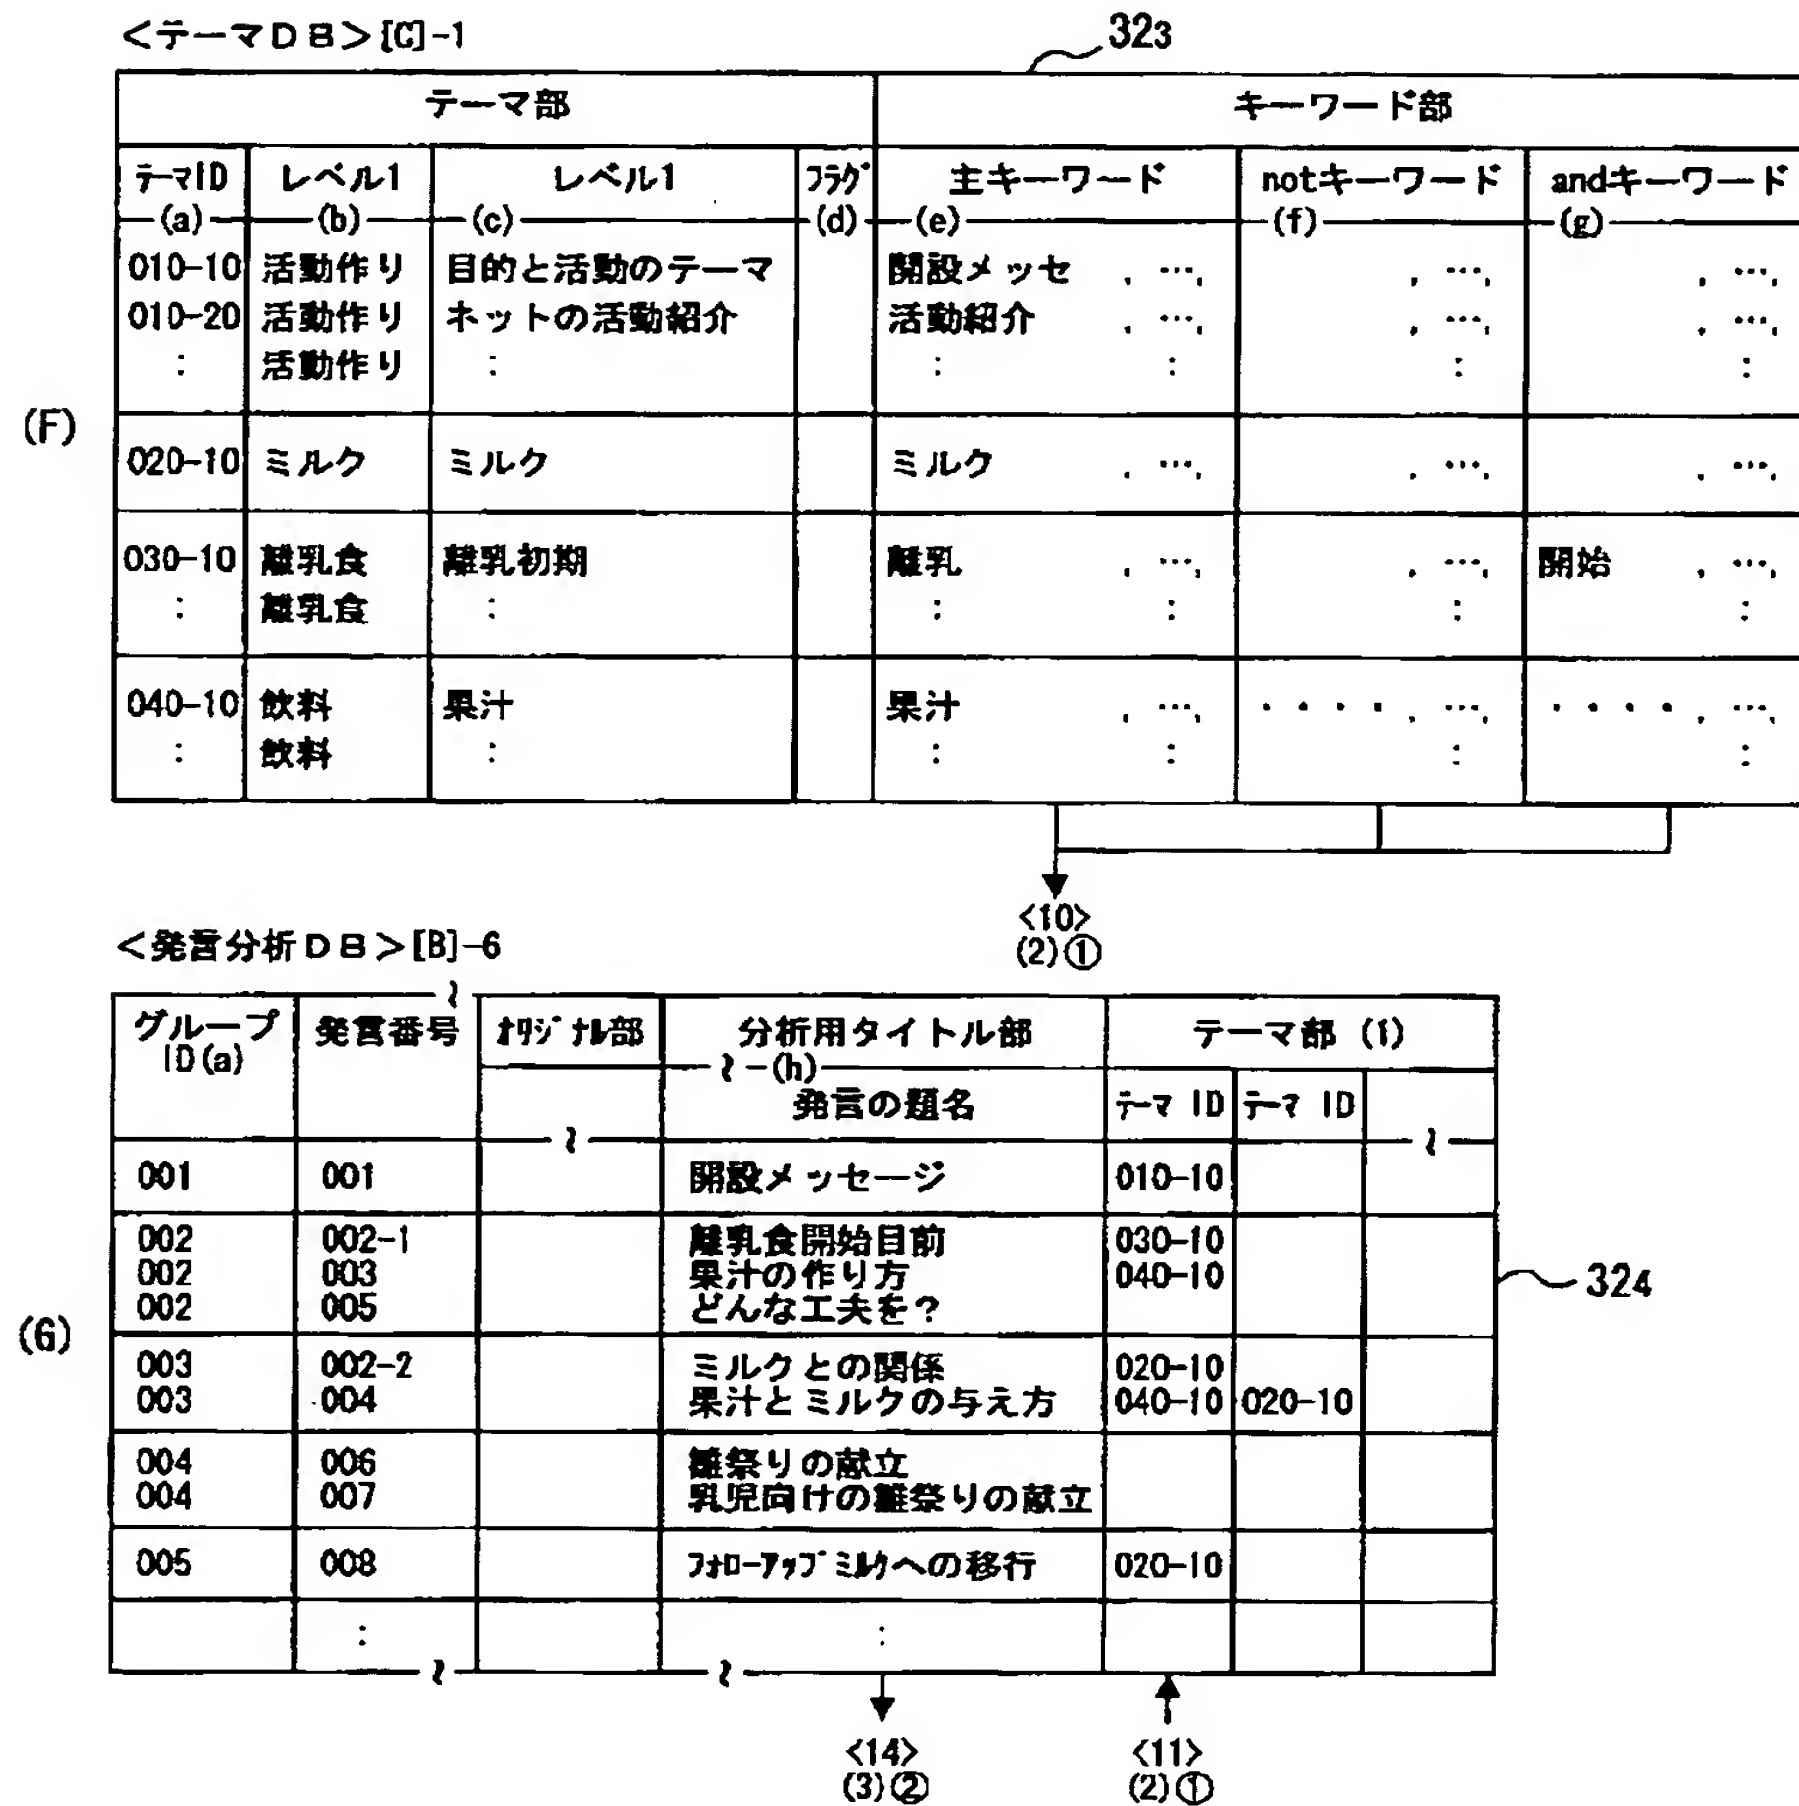 <テーマDB>[C]-1
32₃
テーマ部 キーワード部
テーマID レベル1 レベル1 フラグ 主キーワード notキーワード andキーワード
(a) (b) (c) (d) (e) (f) (g)
010-10 活動作り 目的と活動のテーマ 開設メッセ , …, , …, , …,
010-20 活動作り ネットの活動紹介 活動紹介 , …, , …, , …,
: 活動作り : : : : :
(F)
020-10 ミルク ミルク ミルク , …, , …, , …,
030-10 離乳食 離乳初期 離乳 , …, , …, 開始 , …,
: 離乳食 : : : : :
040-10 飲料 果汁 果汁 , …, ・・・・, …, ・・・・, …,
: 飲料 : : : : :
<10>
(2)①
<発言分析DB>[B]-6
グループ 発言番号 オリジナル部 分析用タイトル部 テーマ部 (1)
ID(a) (h)
発言の題名 テーマ ID テーマ ID
001 001 開設メッセージ 010-10
002 002-1 離乳食開始目前 030-10
002 003 果汁の作り方 040-10
32₄
002 005 どんな工夫を?
(G)
003 002-2 ミルクとの関係 020-10
003 004 果汁とミルクの与え方 040-10 020-10
004 006 雛祭りの献立
004 007 乳児向けの雛祭りの献立
005 008 フォローアップミルクへの移行 020-10
: :
<14> <11>
(3)② (2)①